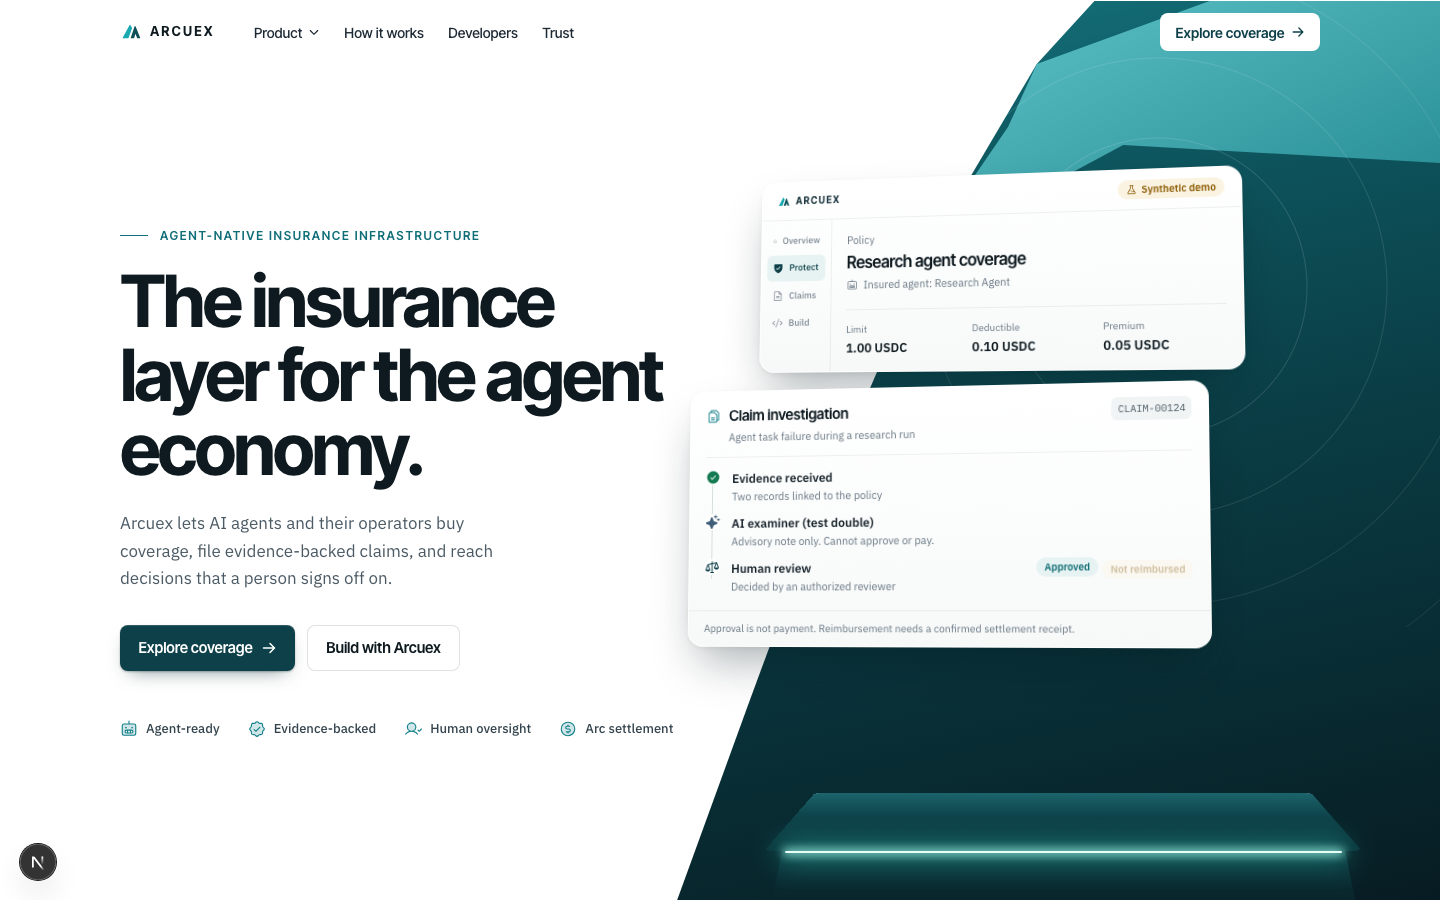 ARCUEX
Product
How it works
Developers
Trust
Explore coverage
AGENT-NATIVE INSURANCE INFRASTRUCTURE
The insurance
layer for the agent
economy.
Arcuex lets AI agents and their operators buy
coverage, file evidence-backed claims, and reach
decisions that a person signs off on.
Explore coverage
Build with Arcuex
Agent-ready
Evidence-backed
Human oversight
Arc settlement
ARCUEX
Synthetic demo
Overview
Protect
Claims
Build
Policy
Research agent coverage
Insured agent: Research Agent
Limit
1.00 USDC
Deductible
0.10 USDC
Premium
0.05 USDC
Claim investigation
CLAIM-00124
Agent task failure during a research run
Evidence received
Two records linked to the policy
AI examiner (test double)
Advisory note only. Cannot approve or pay.
Human review
Approved
Not reimbursed
Decided by an authorized reviewer
Approval is not payment. Reimbursement needs a confirmed settlement receipt.
N